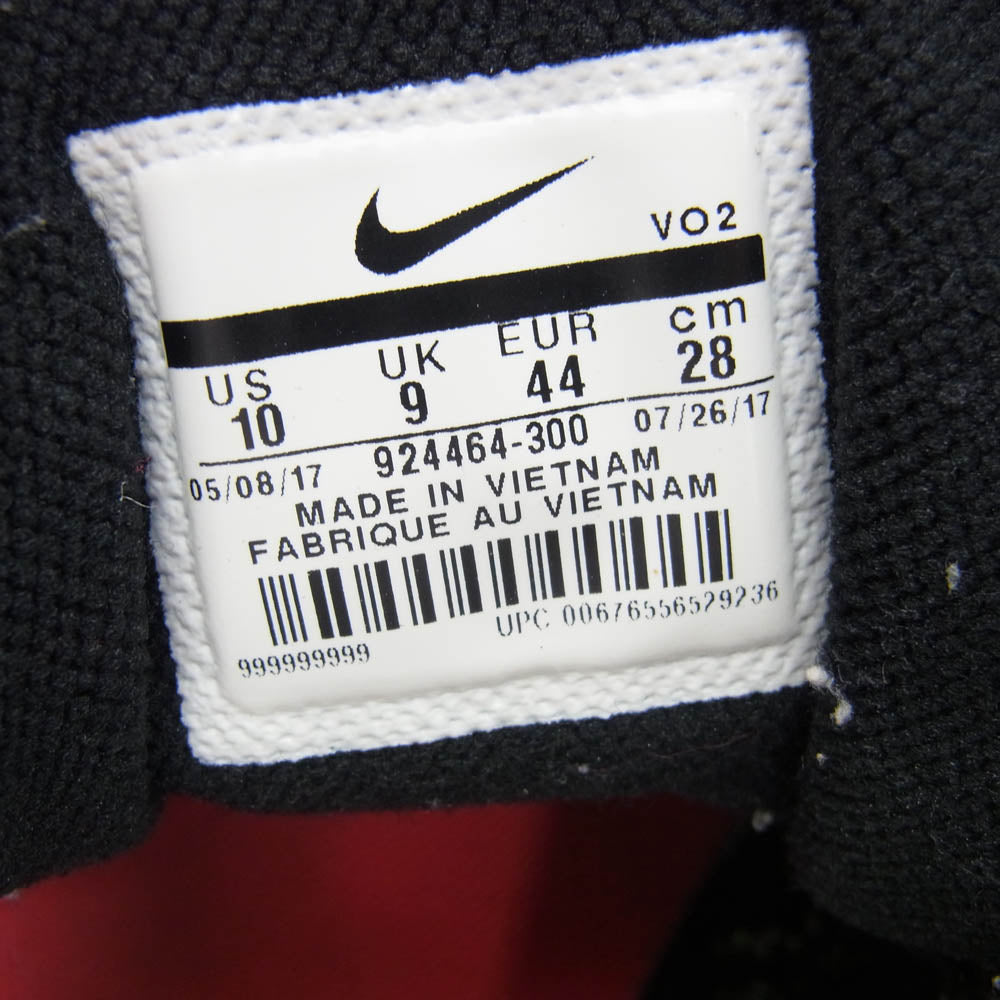 VO2
US UK EUR cm
10 9 44 28
05/08/17 924464-300 07/26/17
MADE IN VIETNAM
FABRIQUE AU VIETNAM
UPC 00676556529236
999999999